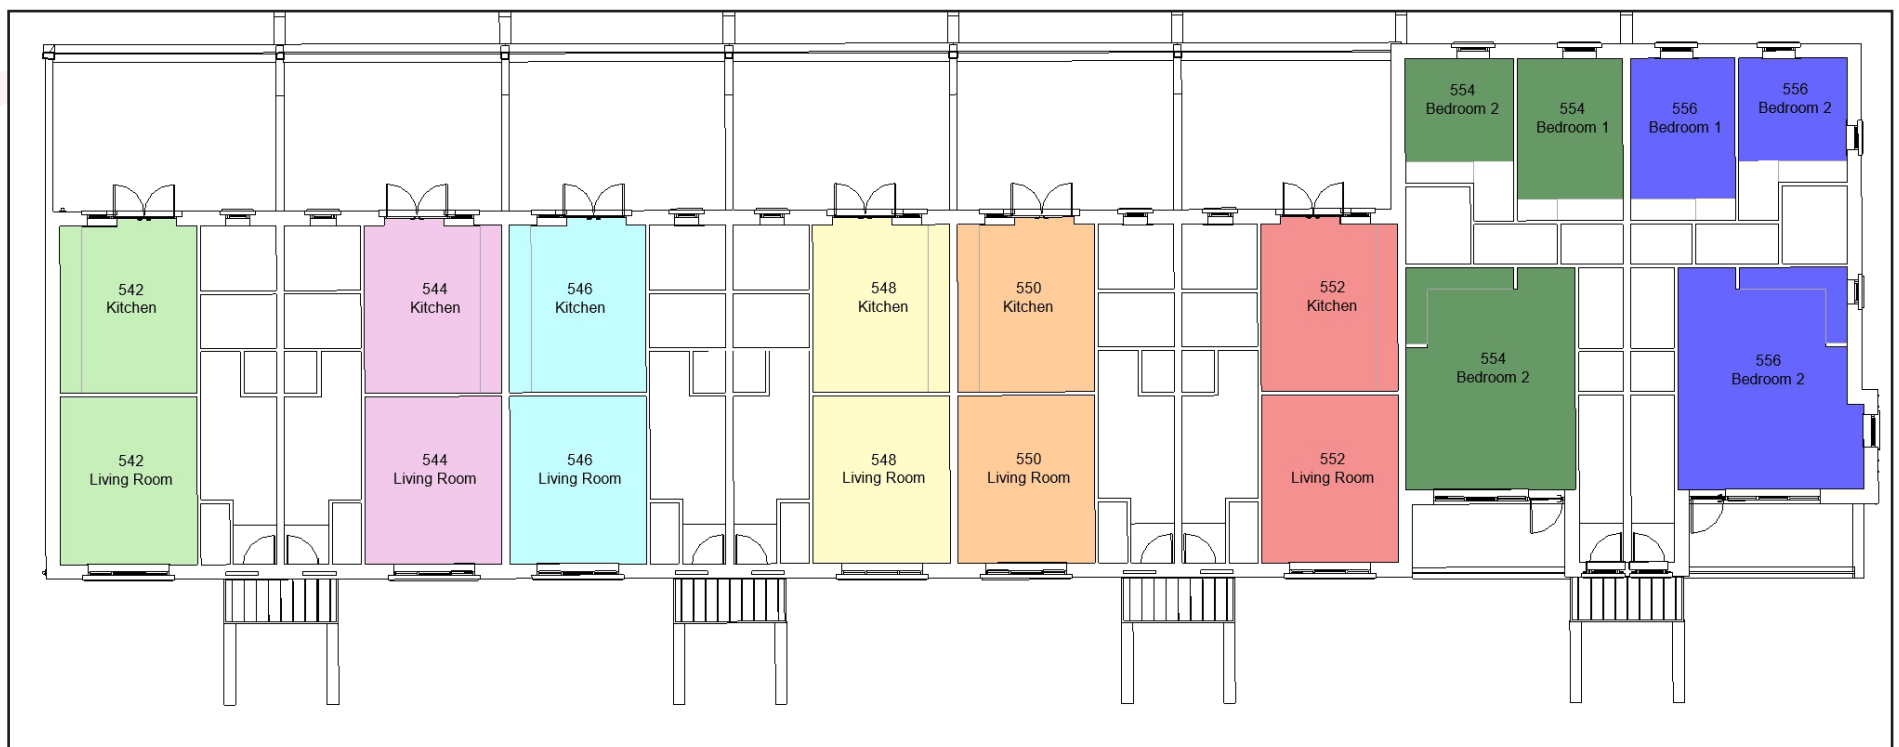 554
Bedroom 2
554
Bedroom 1
556
Bedroom 1
556
Bedroom 2
542
Kitchen
544
Kitchen
546
Kitchen
548
Kitchen
550
Kitchen
552
Kitchen
554
Bedroom 2
556
Bedroom 2
542
Living Room
544
Living Room
546
Living Room
548
Living Room
550
Living Room
552
Living Room